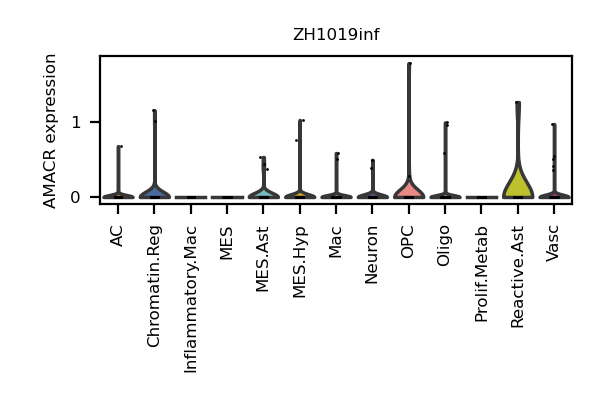 ZH1019inf
AMACR expression
1
0
AC
Chromatin.Reg
Inflammatory.Mac
MES
MES.Ast
MES.Hyp
Mac
Neuron
OPC
Oligo
Prolif.Metab
Reactive.Ast
Vasc